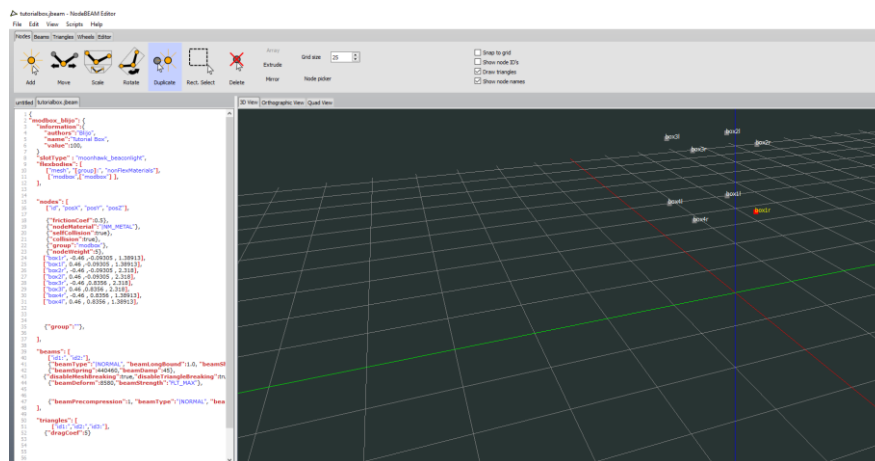 tutorialbox.jbeam - NodeBEAM Editor
File Edit View Scripts Help
Nodes Beams Triangles Wheels Editor
Add Move Scale Rotate Duplicate Rect. Select Delete
Array
Extrude
Mirror
Grid size 25
Node picker
Snap to grid
Show node ID's
Draw triangles
Show node names
untitled tutorialbox.jbeam
3D View Orthographic View Quad View
{
"modbox_blijo": {
"information":{
"authors":"Blijo",
"name":"Tutorial Box",
"value":100,
}
"slotType" : "moonhawk_beaconlight",
"flexbodies": [
["mesh", "[group]:", "nonFlexMaterials"],
["modbox",["modbox"] ],
],
"nodes": [
["id", "posX", "posY", "posZ"],
{"frictionCoef":0.5},
{"nodeMaterial":"|NM_METAL"},
{"selfCollision":true},
{"collision":true},
{"group":"modbox"},
{"nodeWeight":5},
["box1r", -0.46 ,-0.09305 , 1.38913],
["box1l", 0.46 ,-0.09305 , 1.38913],
["box2r", -0.46 ,-0.09305 , 2.318],
["box2l", 0.46 ,-0.09305 , 2.318],
["box3r", -0.46 ,0.8356 , 2.318],
["box3l", 0.46 ,0.8356 , 2.318],
["box4r", -0.46 , 0.8356 , 1.38913],
["box4l", 0.46 , 0.8356 , 1.38913],
{"group":""},
],
"beams": [
["id1:", "id2:"],
{"beamType":"|NORMAL", "beamLongBound":1.0, "beamSh
{"beamSpring":440460,"beamDamp":45},
{"disableMeshBreaking":true,"disableTriangleBreaking":tru
{"beamDeform":8580,"beamStrength":"FLT_MAX"},
{"beamPrecompression":1, "beamType":"|NORMAL", "bea
],
"triangles": [
["id1:","id2:","id3:"],
{"dragCoef":5}
box3l
box2l
box3r
box2r
box4l
box1l
box4r
box1r